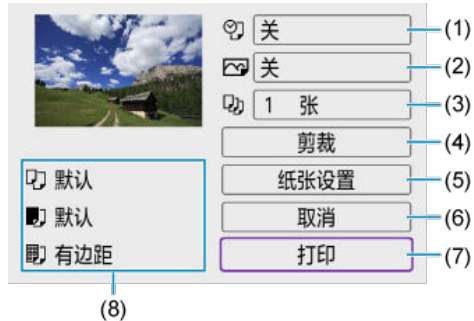 关 (1)
关 (2)
1 张 (3)
剪裁 (4)
默认 纸张设置 (5)
默认 取消 (6)
有边距 打印 (7)
(8)